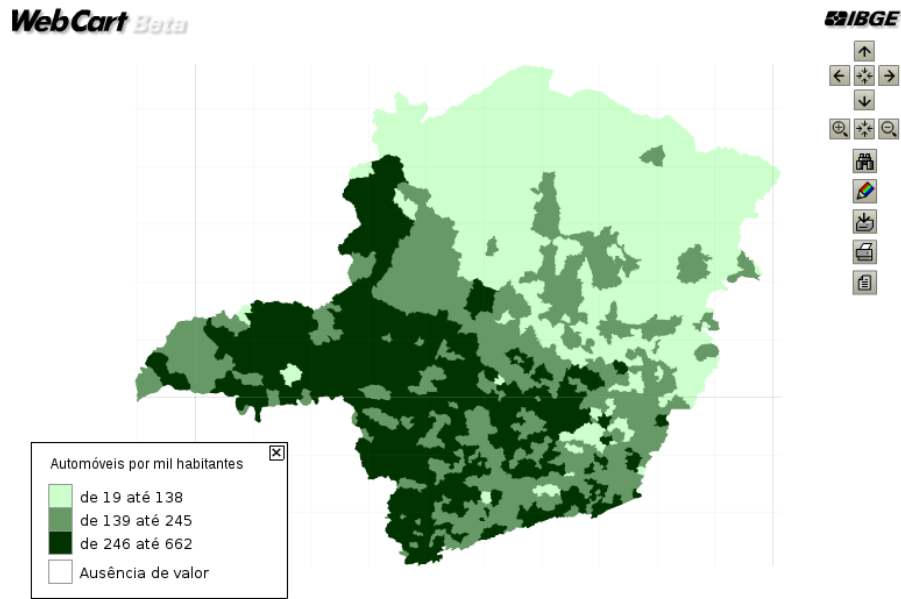 WebCart Beta
IBGE
Automóveis por mil habitantes
de 19 até 138
de 139 até 245
de 246 até 662
Ausência de valor